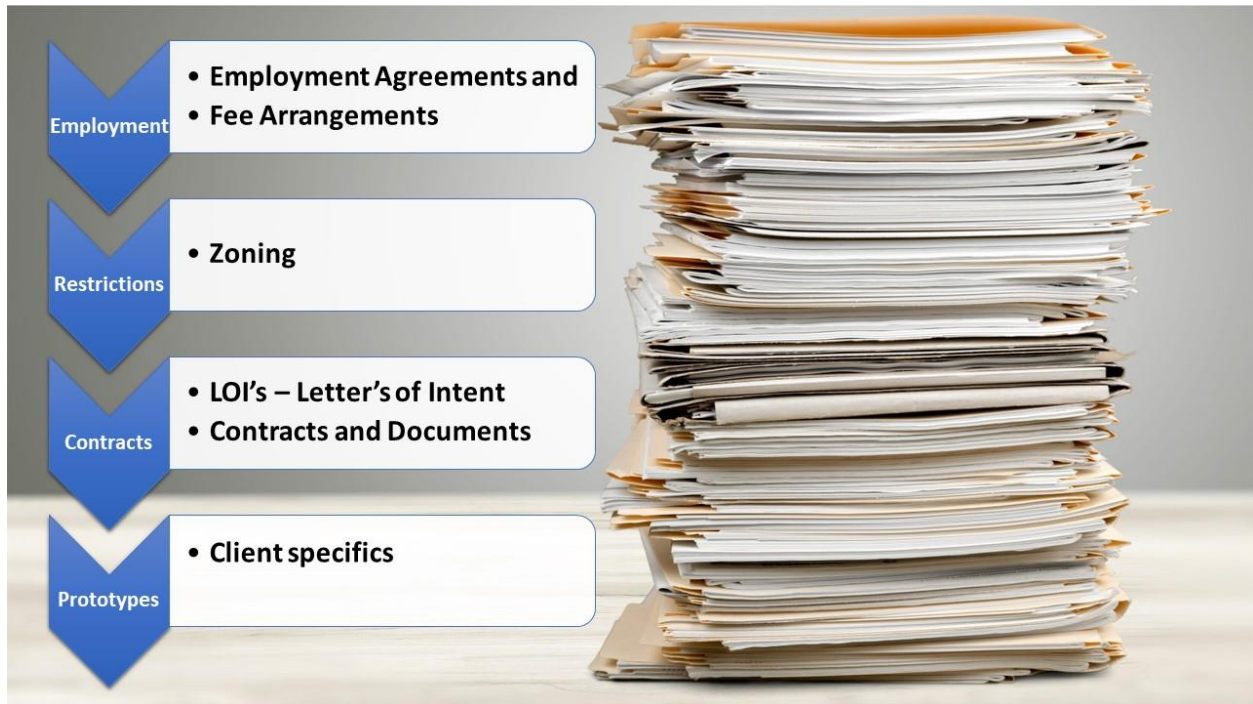 Employment
• Employment Agreements and
• Fee Arrangements
Restrictions
• Zoning
Contracts
• LOI’s – Letter’s of Intent
• Contracts and Documents
Prototypes
• Client specifics